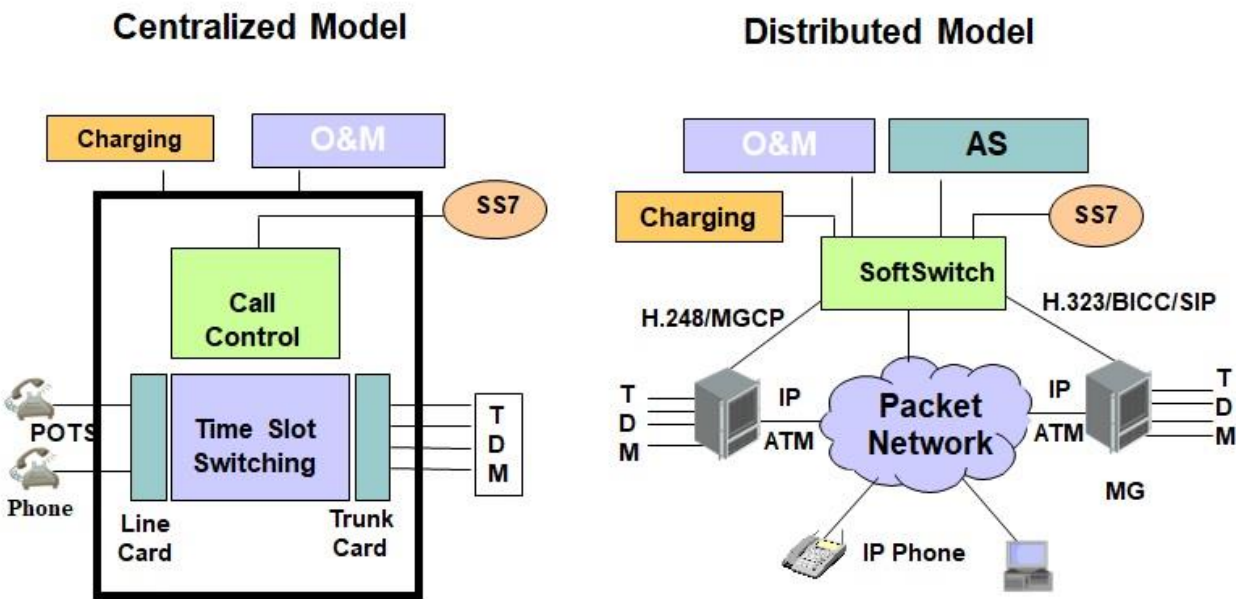 Centralized Model
Charging
O&M
SS7
Call
Control
POTS
Phone
Time Slot
Switching
T
D
M
Line
Card
Trunk
Card
Distributed Model
O&M
AS
Charging
SS7
SoftSwitch
H.248/MGCP
H.323/BICC/SIP
T
D
M
IP
ATM
Packet
Network
IP
ATM
T
D
M
MG
IP Phone